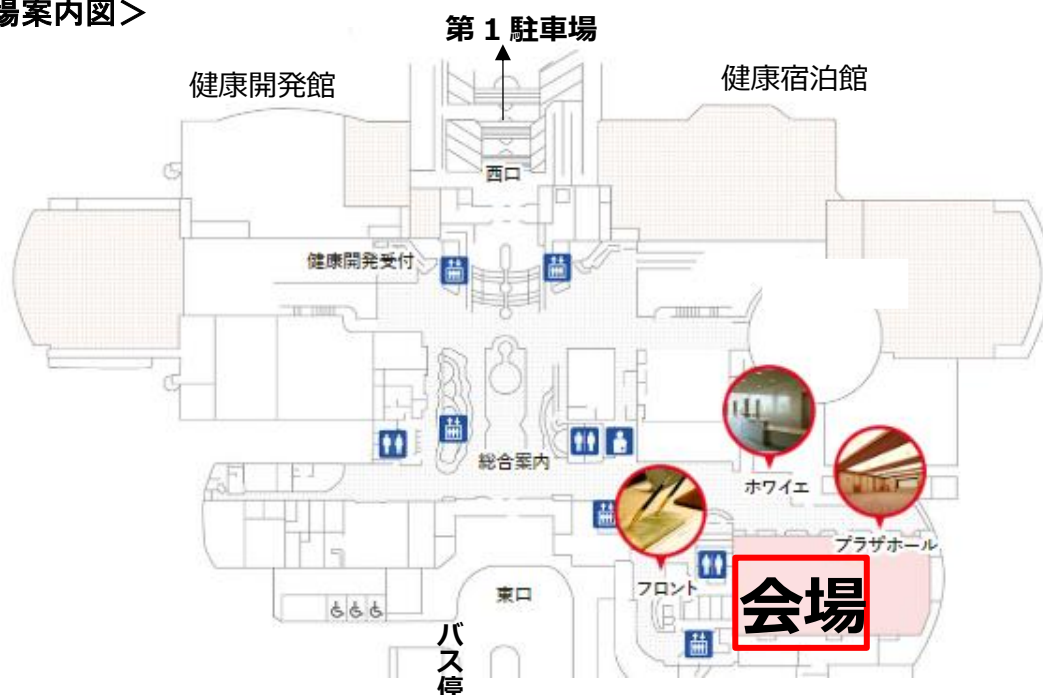 場案内図＞
第１駐車場
健康開発館
健康宿泊館
西口
健康開発受付
総合案内
ホワイエ
プラザホール
フロント
会場
東口
バス停